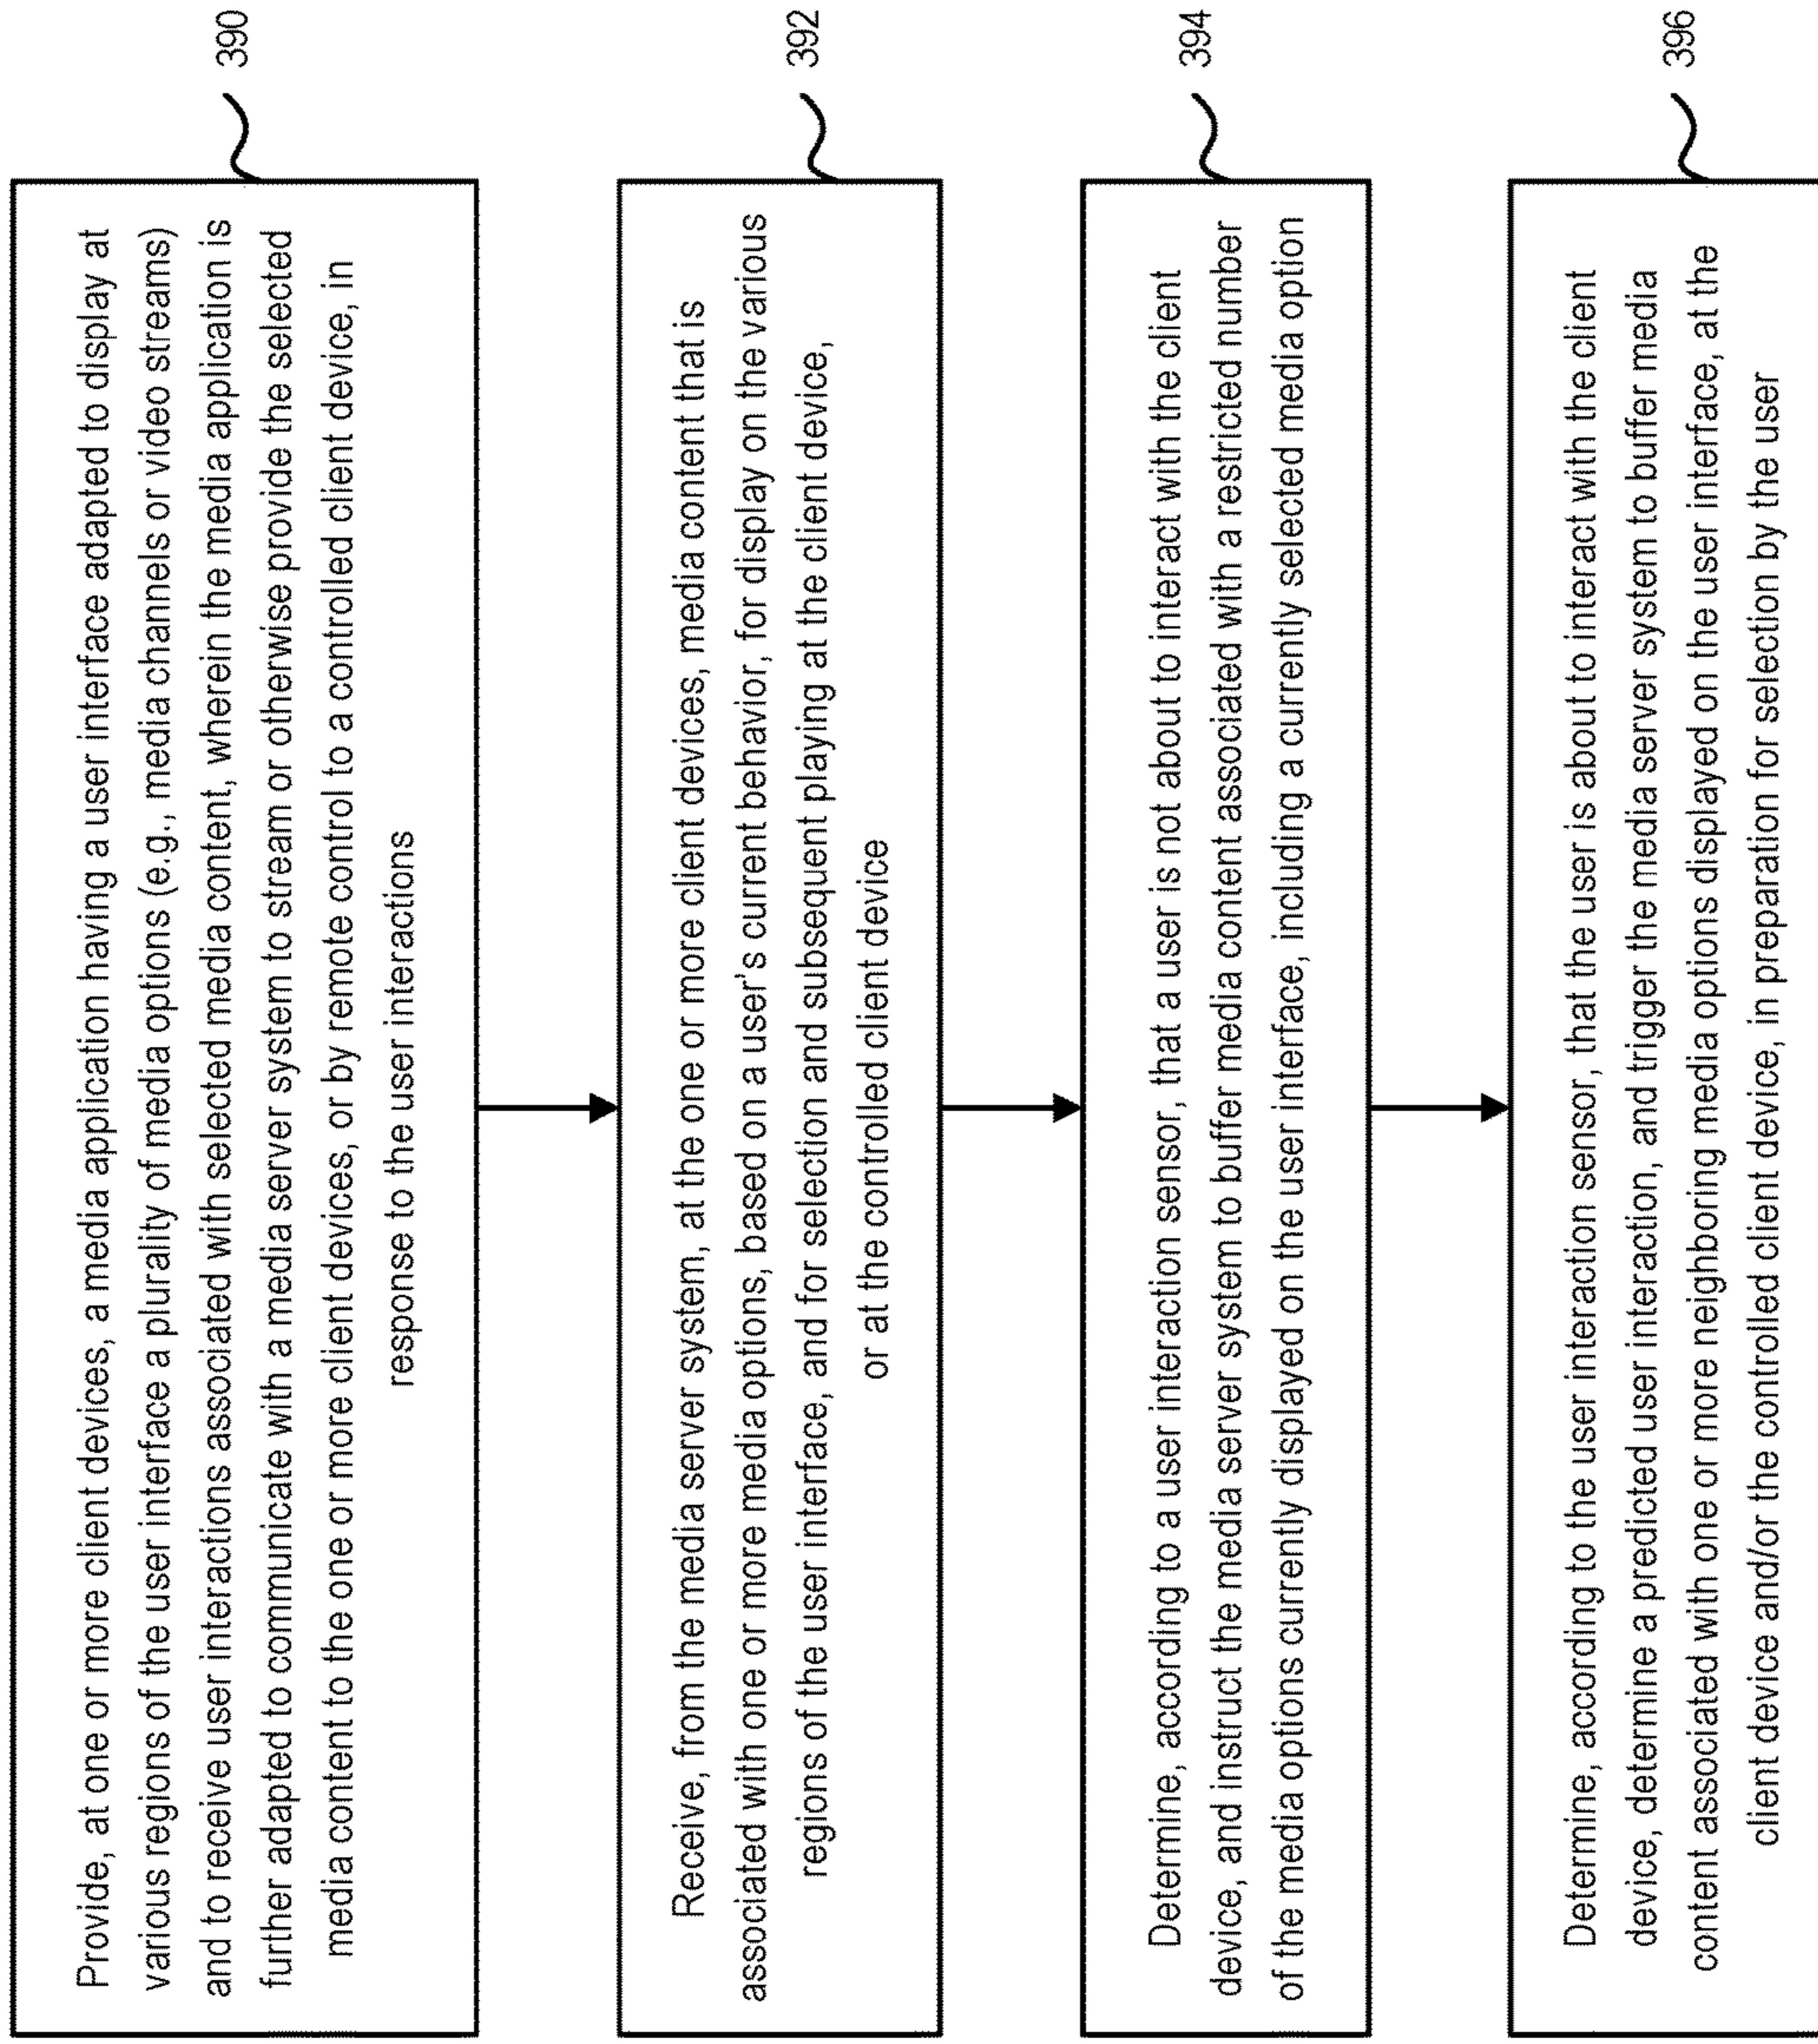 Provide, at one or more client devices, a media application having a user interface adapted to display at
various regions of the user interface a plurality of media options (e.g., media channels or video streams)
and to receive user interactions associated with selected media content, wherein the media application is
further adapted to communicate with a media server system to stream or otherwise provide the selected
media content to the one or more client devices, or by remote control to a controlled client device, in
response to the user interactions
390
Receive, from the media server system, at the one or more client devices, media content that is
associated with one or more media options, based on a user's current behavior, for display on the various
regions of the user interface, and for selection and subsequent playing at the client device,
or at the controlled client device
392
Determine, according to a user interaction sensor, that a user is not about to interact with the client
device, and instruct the media server system to buffer media content associated with a restricted number
of the media options currently displayed on the user interface, including a currently selected media option
394
Determine, according to the user interaction sensor, that the user is about to interact with the client
device, determine a predicted user interaction, and trigger the media server system to buffer media
content associated with one or more neighboring media options displayed on the user interface, at the
client device and/or the controlled client device, in preparation for selection by the user
396